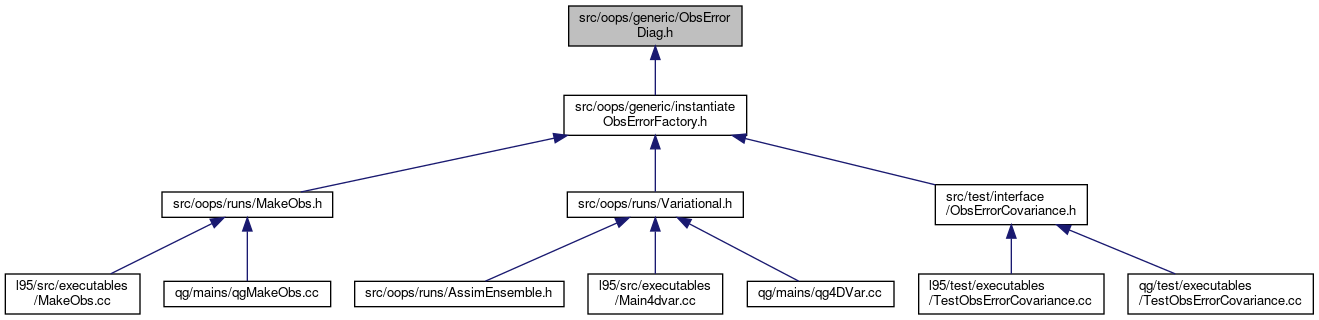 src/oops/generic/ObsError
Diag.h
src/oops/generic/instantiate
ObsErrorFactory.h
src/oops/runs/MakeObs.h
src/oops/runs/Variational.h
src/test/interface
/ObsErrorCovariance.h
l95/src/executables
/MakeObs.cc
qg/mains/qgMakeObs.cc
src/oops/runs/AssimEnsemble.h
l95/src/executables
/Main4dvar.cc
qg/mains/qg4DVar.cc
l95/test/executables
/TestObsErrorCovariance.cc
qg/test/executables
/TestObsErrorCovariance.cc